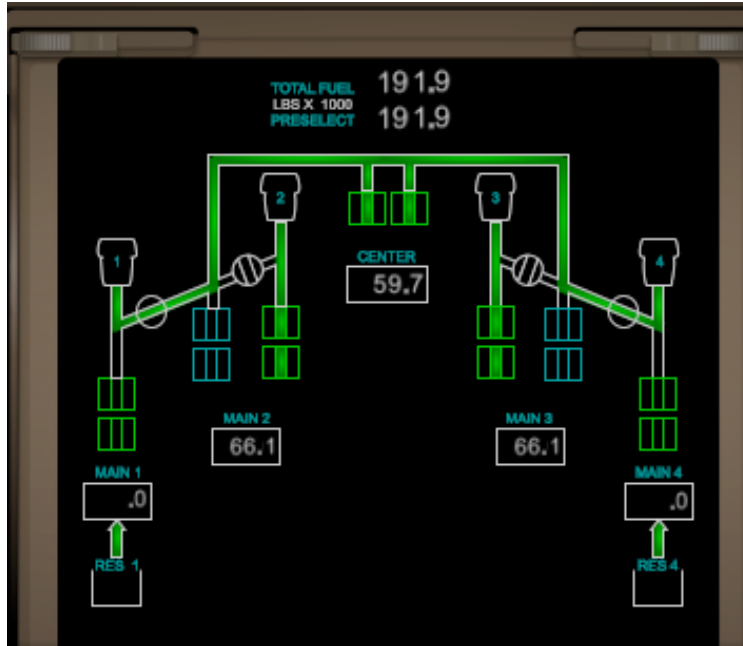 TOTAL FUEL 191.9
LBS X 1000
PRESELECT 191.9
2
3
1
4
CENTER
59.7
MAIN 2
66.1
MAIN 3
66.1
MAIN 1
.0
MAIN 4
.0
RES 1
RES 4